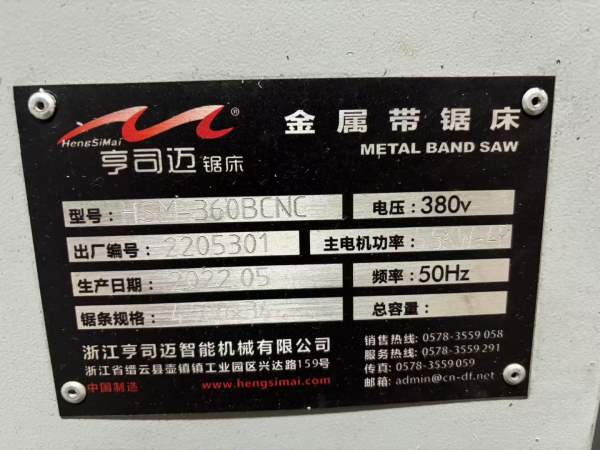 HengSiMai ®
亨司迈 锯床
金属带锯床
METAL BAND SAW
型号: HSM-360BCNC
电压: 380v
出厂编号: 2205301
主电机功率:
生产日期: 2022.05
频率: 50Hz
锯条规格:
总容量:
浙江亨司迈智能机械有限公司
浙江省缙云县壶镇镇工业园区兴达路159号
中国制造 www.hengsimai.com
销售热线: 0578-3559 058
服务热线: 0578-3559 291
传真: 0578-3559 059
邮箱: admin@cn-df.net